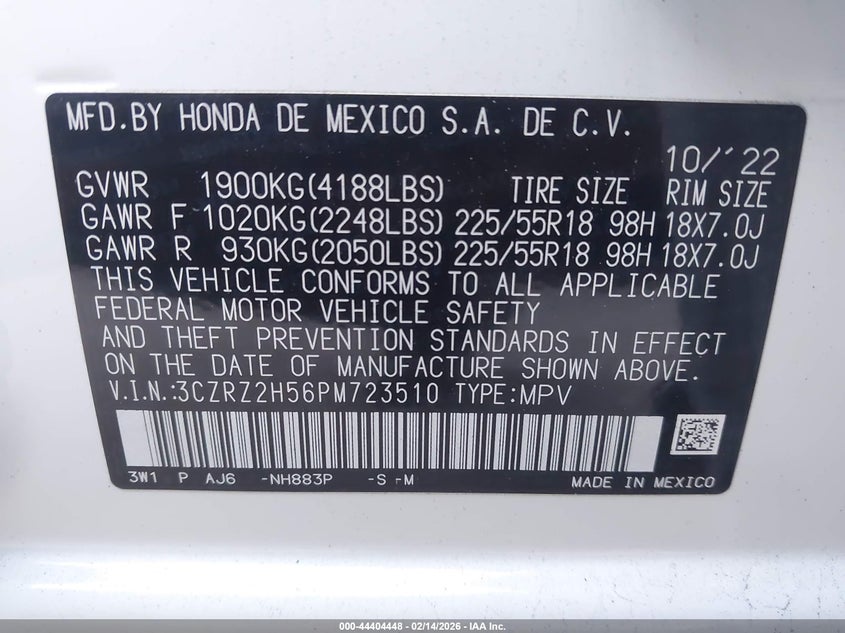 MFD.BY HONDA DE MEXICO S.A. DE C.V.
10/'22
GVWR 1900KG(4188LBS) TIRE SIZE RIM SIZE
GAWR F 1020KG(2248LBS) 225/55R18 98H 18X7.0J
GAWR R 930KG(2050LBS) 225/55R18 98H 18X7.0J
THIS VEHICLE CONFORMS TO ALL APPLICABLE
FEDERAL MOTOR VEHICLE SAFETY
AND THEFT PREVENTION STANDARDS IN EFFECT
ON THE DATE OF MANUFACTURE SHOWN ABOVE.
V.I.N.:3CZRZ2H56PM723510 TYPE:MPV
3W1 P AJ6 -NH883P -S -M MADE IN MEXICO
000-44404448 - 02/14/2026 - IAA Inc.